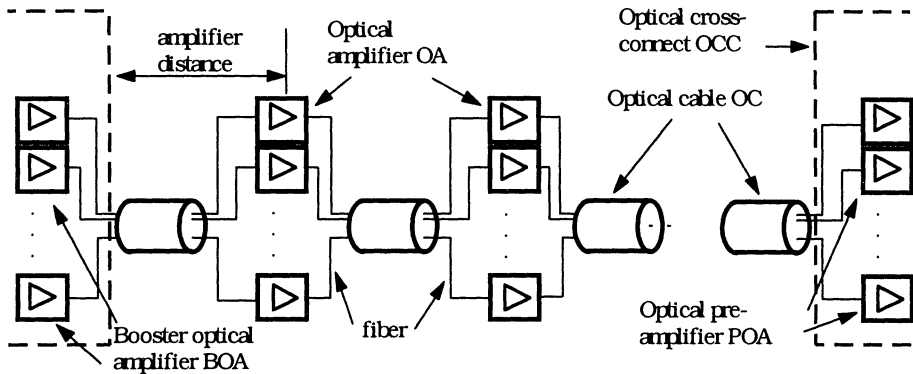 amplifier
distance
Optical
amplifier OA
Optical cross-
connect OCC
Optical cable OC
Booster optical
amplifier BOA
fiber
Optical pre-
amplifier POA